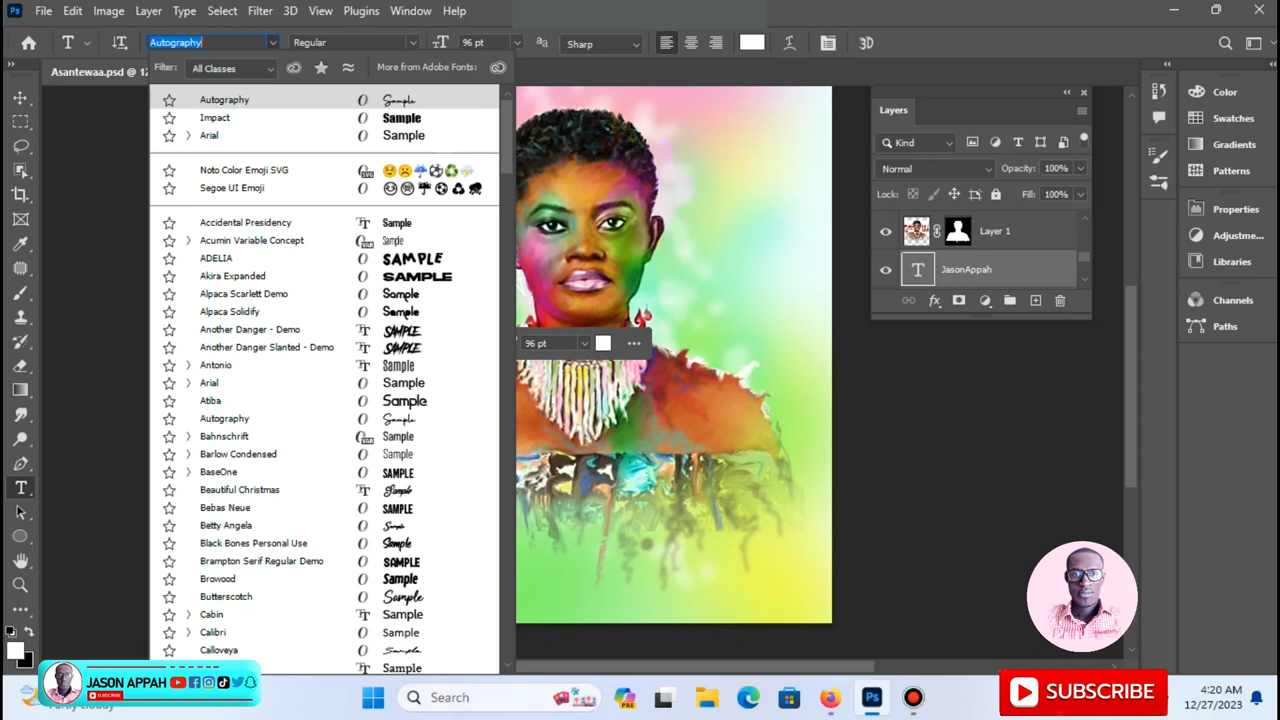 Ps File Edit Image Layer Type Select Filter 3D View Plugins Window Help
T Autography Regular 96 pt Sharp 3D
Asantewaa.psd @ 12
Filter: All Classes More from Adobe Fonts:
Autography Sample
Impact Sample
Arial Sample
Noto Color Emoji SVG
Segoe UI Emoji
Accidental Presidency Sample
Acumin Variable Concept Sample
ADELIA SAMPLE
Akira Expanded SAMPLE
Alpaca Scarlett Demo Sample
Alpaca Solidify Sample
Another Danger - Demo SAMPLE
Another Danger Slanted - Demo SAMPLE
Antonio Sample
Arial Sample
Atiba Sample
Autography Sample
Bahnschrift Sample
Barlow Condensed Sample
BaseOne SAMPLE
Beautiful Christmas Sample
Bebas Neue SAMPLE
Betty Angela Sample
Black Bones Personal Use Sample
Brampton Serif Regular Demo SAMPLE
Browood Sample
Butterscotch Sample
Cabin Sample
Calibri Sample
Calloveya Sample
Sample
96 pt
Layers
Kind
Normal Opacity: 100%
Lock: Fill: 100%
Layer 1
T JasonAppah
fx
Color
Swatches
Gradients
Patterns
Properties
Adjustme...
Libraries
Channels
Paths
JASON APPAH
SUBSCRIBE
Partly cloudy
Search
PRE
Ps
SUBSCRIBE
4:20 AM
12/27/2023